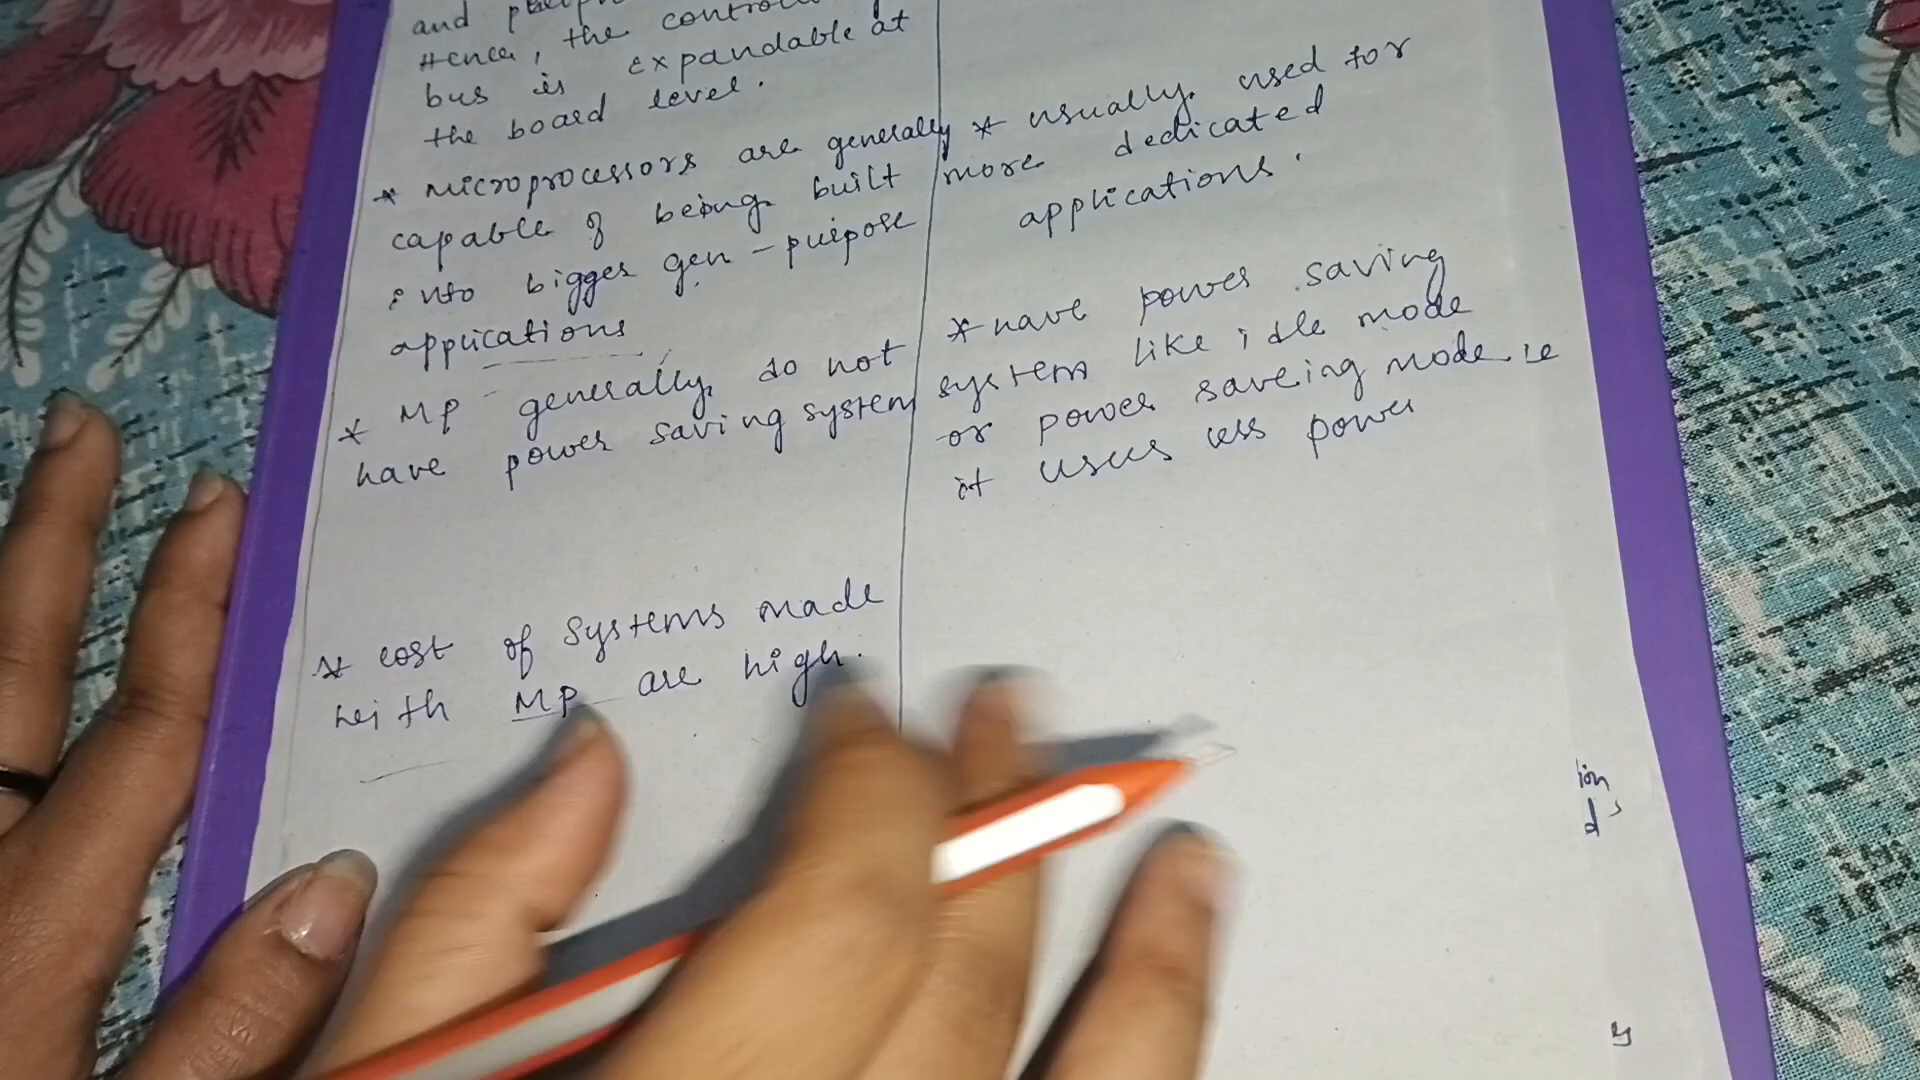 and
Hence, the
bus is expandable at
the board level.
* Microprocessors are generally
capable of being built
into bigger gen-purpose
applications
* MP generally do not
have power saving system
* cost of systems made
with MP are high.
* usually used for
more dedicated
applications.
* have power saving
system like idle mode
or power saveing mode ie
it uses less power
ion
d
y